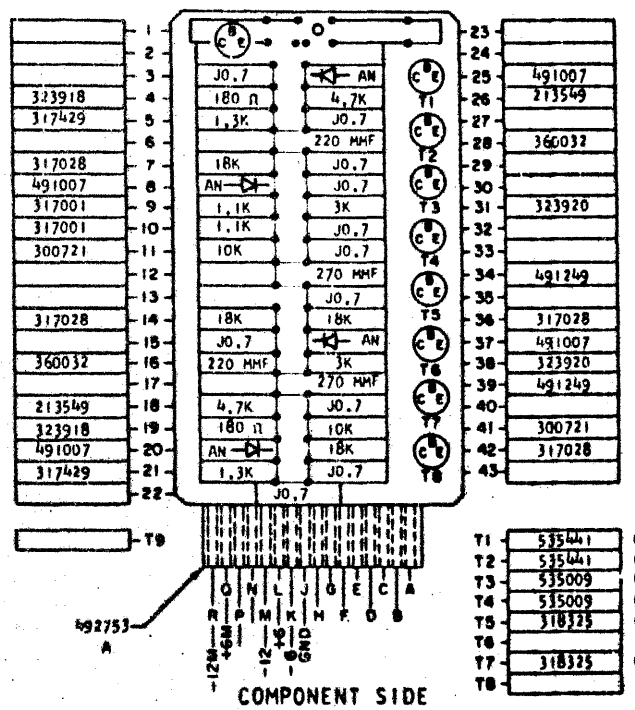 1 B C E 23
2 24
3 J0.7 AN B C E 25 491007
323918 4 180 Ω 4.7K T1 26 213549
317429 5 1.3K J0.7 B C E 27
6 220 MMF T2 28 360032
317028 7 18K J0.7 29
491007 8 AN J0.7 B C E 30
317001 9 1.1K 3K T3 31 323920
317001 10 1.1K J0.7 B C E 32
300721 11 10K J0.7 T4 33
12 270 MMF 34 491249
13 J0.7 B C E T5 35
317028 14 18K 18K 36 317028
15 J0.7 AN B C E 37 491007
360032 16 220 MMF 3K T6 38 323920
17 270 MMF B C E 39 491249
213549 18 4.7K J0.7 T7 40
323918 19 180 Ω 10K 41 300721
491007 20 AN 18K B C E 42 317028
317429 21 1.3K J0.7 T8 43
22 J0.7
T9
T1 535441
T2 535441
T3 535009
T4 535009
T5 318325
T6
T7 318325
T8
492753
A
Q N L J G E C A
R P M K H F D B
-12M +6M -12 +6 -6 GND
COMPONENT SIDE